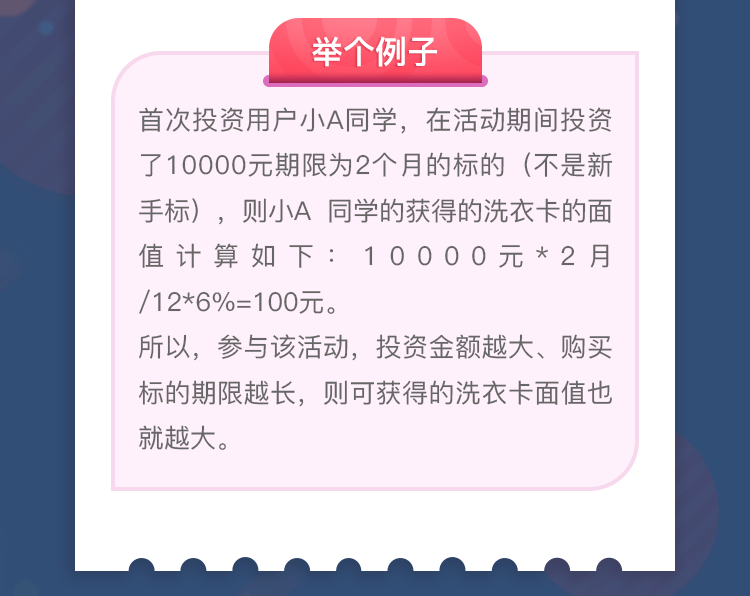 举个例子
首次投资用户小A同学，在活动期间投资
了10000元期限为2个月的标的（不是新
手标），则小A 同学的获得的洗衣卡的面
值计算如下：10000元*2月
/12*6%=100元。
所以，参与该活动，投资金额越大、购买
标的期限越长，则可获得的洗衣卡面值也
就越大。